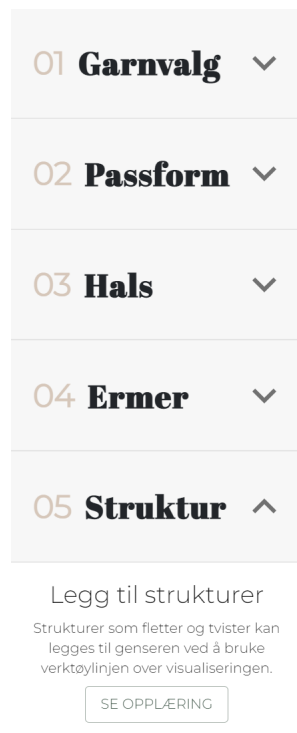 01 Garnvalg
02 Passform
03 Hals
04 Ermer
05 Struktur
Legg til strukturer
Strukturer som fletter og tvister kan
legges til genseren ved å bruke
verktøylinjen over visualiseringen.
SE OPPLÆRING